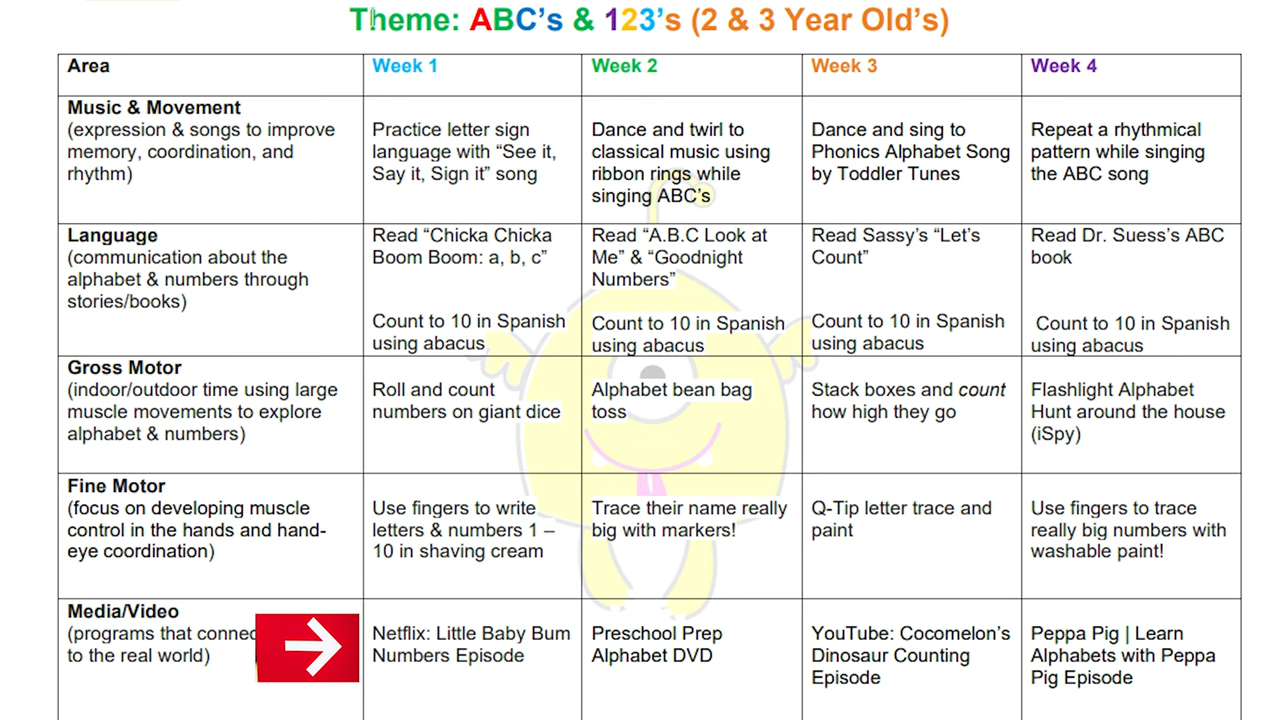 Theme: ABC's & 123's (2 & 3 Year Old's)
Area
Week 1
Week 2
Week 3
Week 4
Music & Movement
(expression & songs to improve
memory, coordination, and
rhythm)
Practice letter sign
language with “See it,
Say it, Sign it” song
Dance and twirl to
classical music using
ribbon rings while
singing ABC's
Dance and sing to
Phonics Alphabet Song
by Toddler Tunes
Repeat a rhythmical
pattern while singing
the ABC song
Language
(communication about the
alphabet & numbers through
stories/books)
Read “Chicka Chicka
Boom Boom: a, b, c”
Count to 10 in Spanish
using abacus
Read “A.B.C Look at
Me” & “Goodnight
Numbers”
Count to 10 in Spanish
using abacus
Read Sassy's “Let's
Count”
Count to 10 in Spanish
using abacus
Read Dr. Suess's ABC
book
Count to 10 in Spanish
using abacus
Gross Motor
(indoor/outdoor time using large
muscle movements to explore
alphabet & numbers)
Roll and count
numbers on giant dice
Alphabet bean bag
toss
Stack boxes and count
how high they go
Flashlight Alphabet
Hunt around the house
(iSpy)
Fine Motor
(focus on developing muscle
control in the hands and hand-
eye coordination)
Use fingers to write
letters & numbers 1 –
10 in shaving cream
Trace their name really
big with markers!
Q-Tip letter trace and
paint
Use fingers to trace
really big numbers with
washable paint!
Media/Video
(programs that
to the real world)
Netflix: Little Baby Bum
Numbers Episode
Preschool Prep
Alphabet DVD
YouTube: Cocomelon's
Dinosaur Counting
Episode
Peppa Pig | Learn
Alphabets with Peppa
Pig Episode